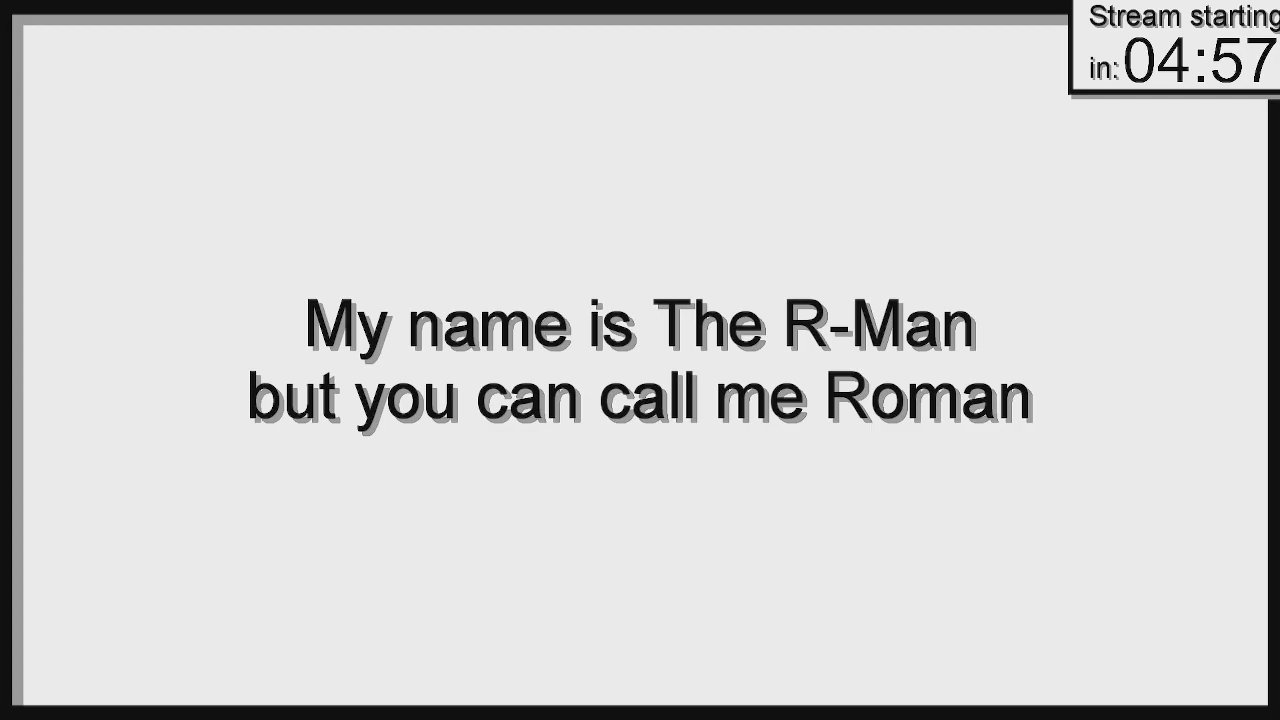 Stream starting
in: 04:57
My name is The R-Man
but you can call me Roman